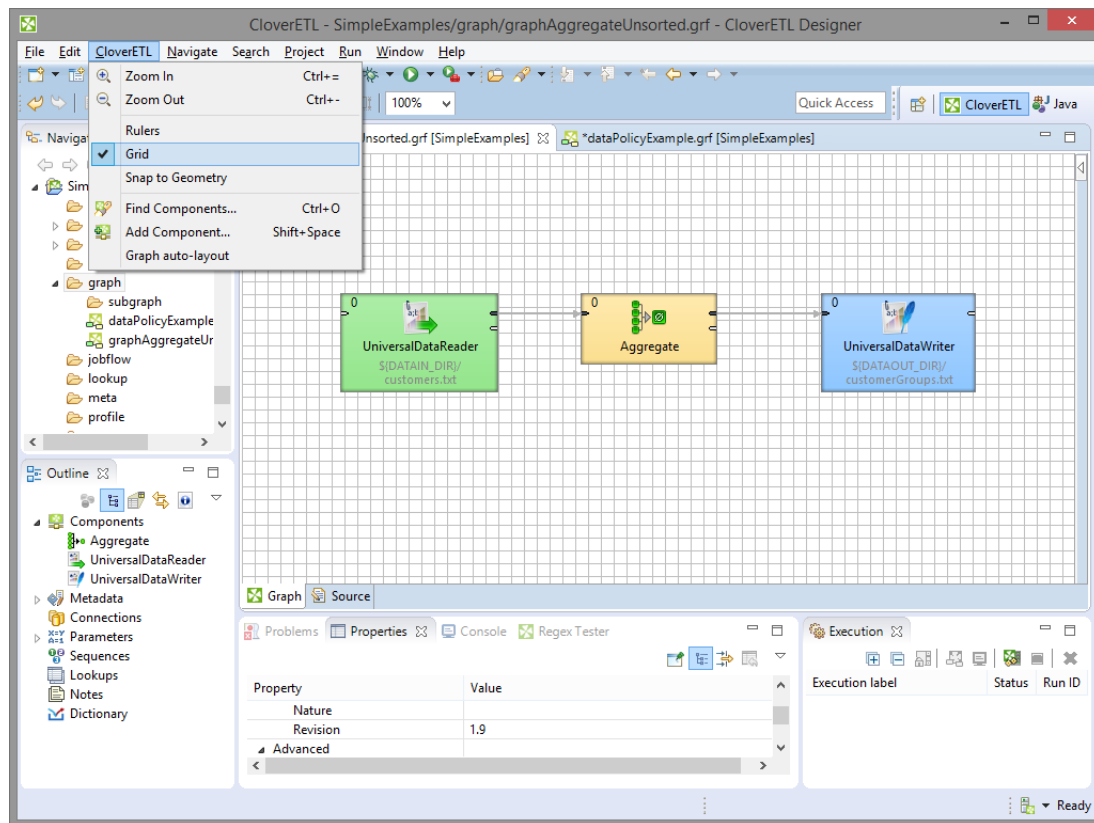 CloverETL - SimpleExamples/graph/graphAggregateUnsorted.grf - CloverETL Designer
File Edit CloverETL Navigate Search Project Run Window Help
Zoom In Ctrl+=
Zoom Out Ctrl+-
Rulers
Grid
Snap to Geometry
Find Components... Ctrl+O
Add Component... Shift+Space
Graph auto-layout
100%
Quick Access
CloverETL
Java
Naviga
Unsorted.grf [SimpleExamples]
*dataPolicyExample.grf [SimpleExamples]
Sim
graph
subgraph
dataPolicyExample
graphAggregateUr
jobflow
lookup
meta
profile
0
UniversalDataReader
$(DATAIN_DIR)/
customers.txt
0
Aggregate
0
UniversalDataWriter
$(DATAOUT_DIR)/
customerGroups.txt
Outline
Components
Aggregate
UniversalDataReader
UniversalDataWriter
Metadata
Connections
Parameters
Sequences
Lookups
Notes
Dictionary
Graph Source
Problems Properties Console Regex Tester
Property Value
Nature
Revision 1.9
Advanced
Execution
Execution label Status Run ID
Ready